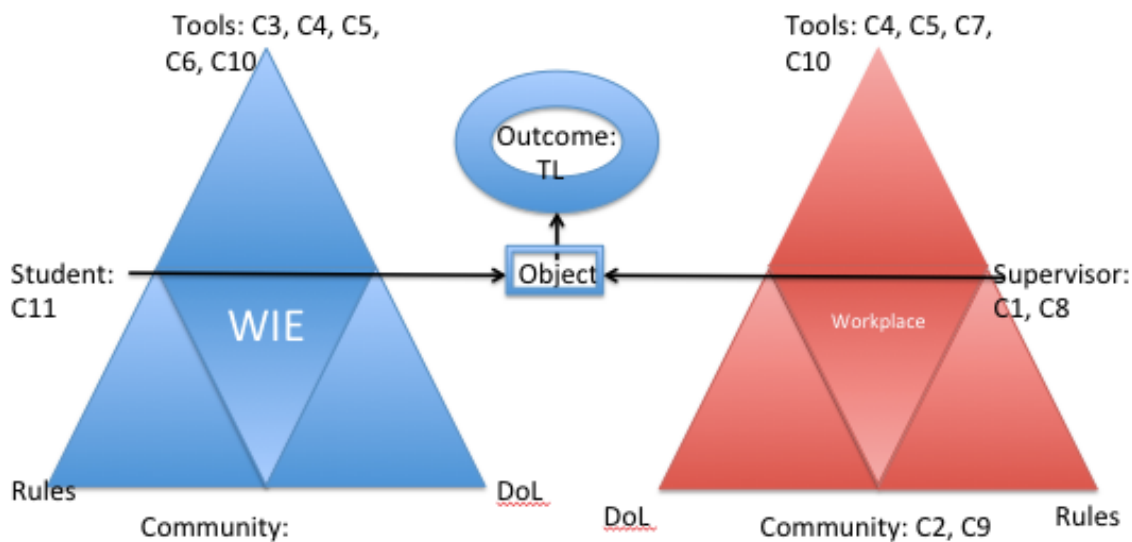 Tools: C3, C4, C5,
C6, C10
Tools: C4, C5, C7,
C10
Outcome:
TL
Student:
C11
Object
Supervisor:
C1, C8
WIE
Workplace
Rules
DoL
Community:
DoL
Community: C2, C9
Rules